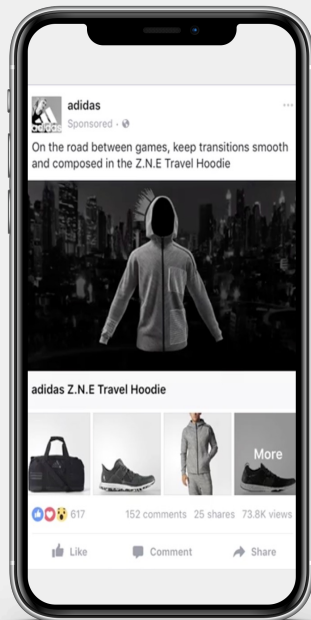 adidas
Sponsored ·
On the road between games, keep transitions smooth
and composed in the Z.N.E Travel Hoodie
adidas Z.N.E Travel Hoodie
More
617 152 comments 25 shares 73.8K views
Like Comment Share